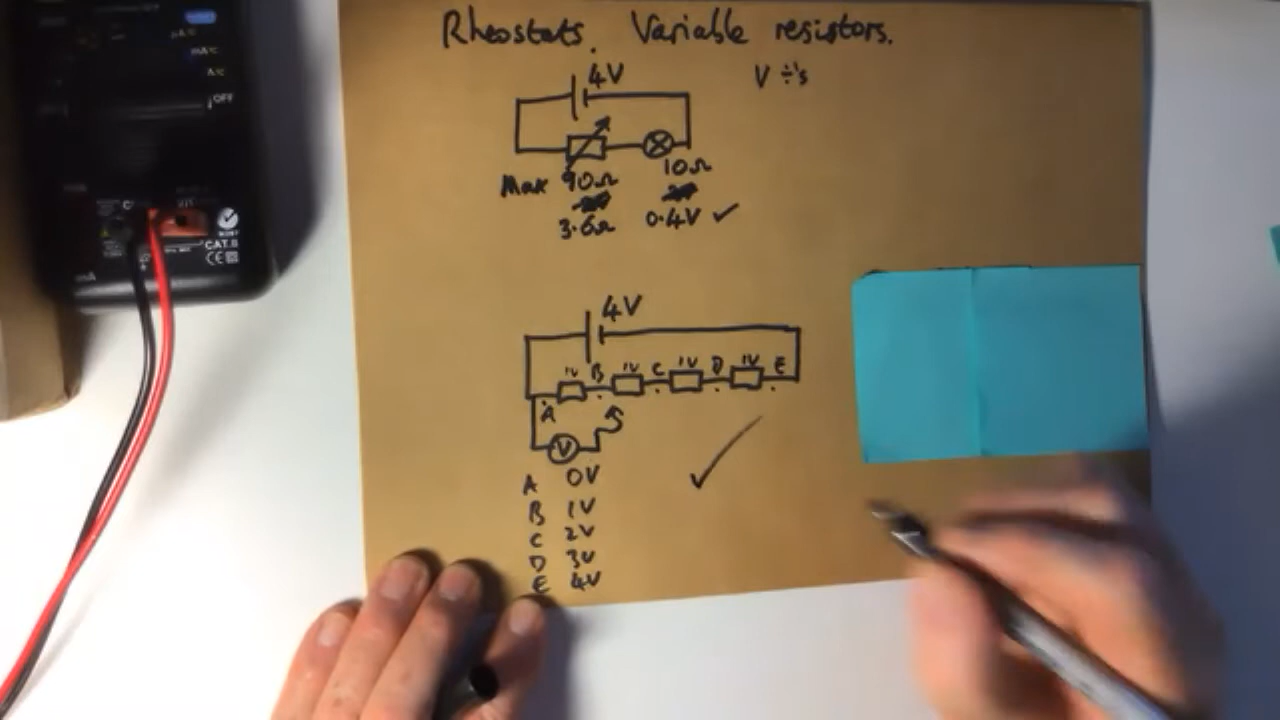 Rheostats. Variable resistors.
4V
V ÷'s
Max 90Ω 10Ω
3.6Ω 0.4V ✓
4V
1V B 1V C 1V D 1V E
A
V
A 0V
B 1V
C 2V
D 3V
E 4V
OFF
CAT.II
CE